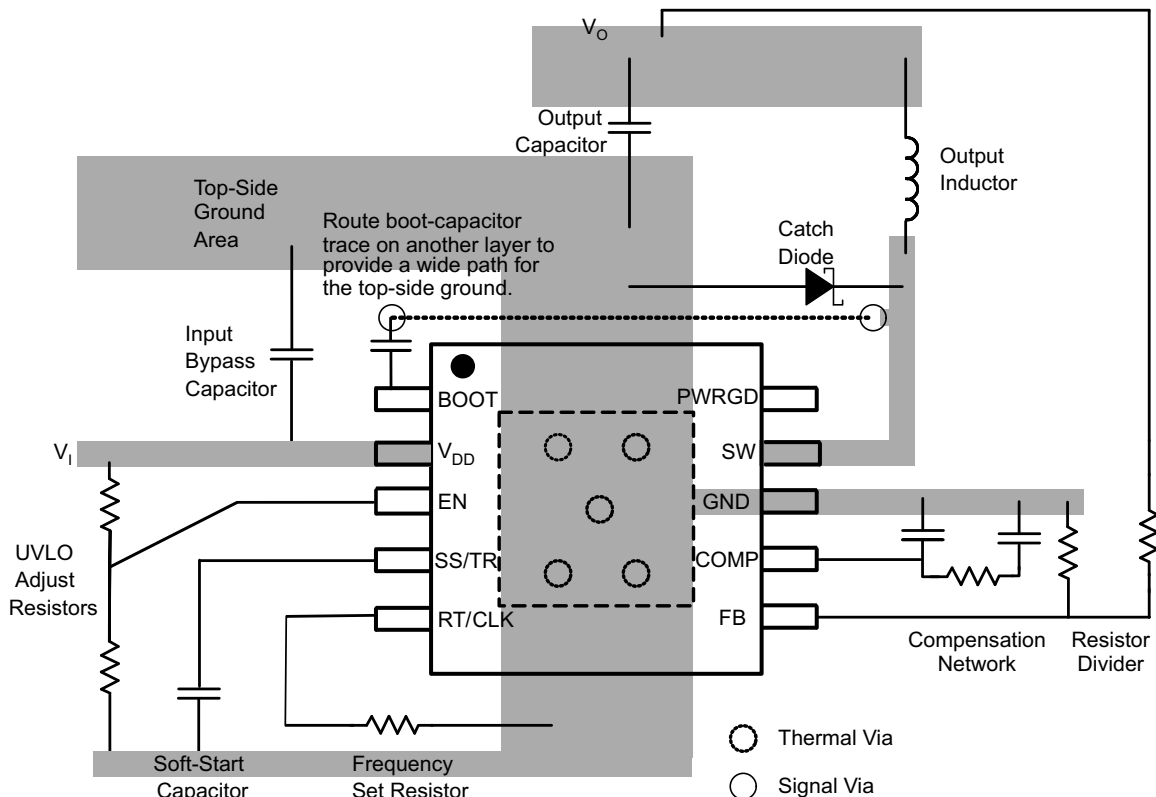 VO
Output
Capacitor
Output
Inductor
Top-Side
Ground
Area
Route boot-capacitor
trace on another layer to
provide a wide path for
the top-side ground.
Catch
Diode
Input
Bypass
Capacitor
BOOT
PWRGD
VI
VDD
SW
EN
GND
UVLO
Adjust
Resistors
SS/TR
COMP
RT/CLK
FB
Compensation
Network
Resistor
Divider
Thermal Via
Soft-Start
Capacitor
Frequency
Set Resistor
Signal Via